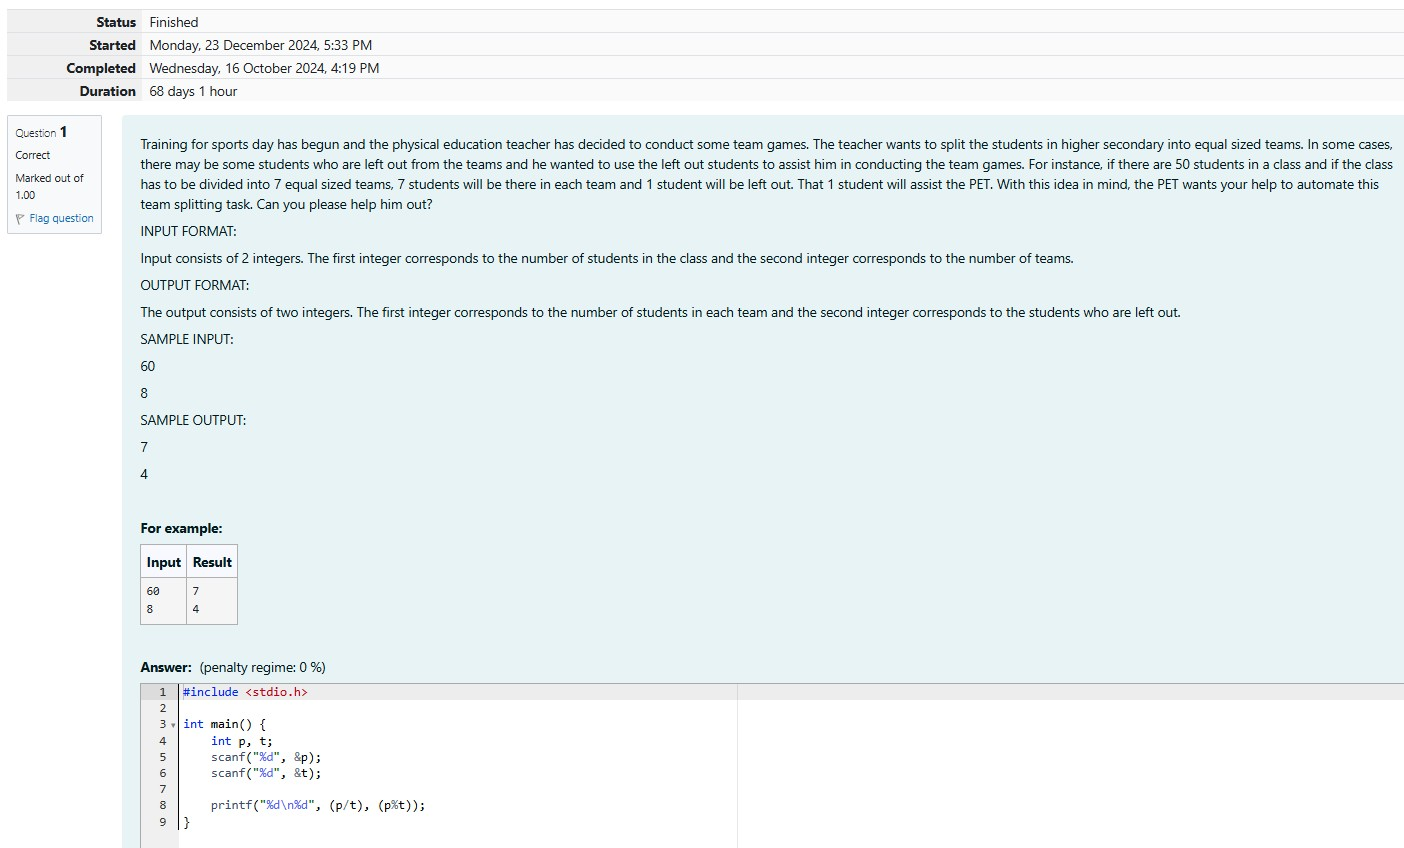 Status Finished
Started Monday, 23 December 2024, 5:33 PM
Completed Wednesday, 16 October 2024, 4:19 PM
Duration 68 days 1 hour
Question 1
Correct
Marked out of
1.00
Flag question
Training for sports day has begun and the physical education teacher has decided to conduct some team games. The teacher wants to split the students in higher secondary into equal sized teams. In some cases,
there may be some students who are left out from the teams and he wanted to use the left out students to assist him in conducting the team games. For instance, if there are 50 students in a class and if the class
has to be divided into 7 equal sized teams, 7 students will be there in each team and 1 student will be left out. That 1 student will assist the PET. With this idea in mind, the PET wants your help to automate this
team splitting task. Can you please help him out?
INPUT FORMAT:
Input consists of 2 integers. The first integer corresponds to the number of students in the class and the second integer corresponds to the number of teams.
OUTPUT FORMAT:
The output consists of two integers. The first integer corresponds to the number of students in each team and the second integer corresponds to the students who are left out.
SAMPLE INPUT:
60
8
SAMPLE OUTPUT:
7
4
For example:
Input Result
60 7
8 4
Answer: (penalty regime: 0 %)
1 #include <stdio.h>
2
3 int main() {
4 int p, t;
5 scanf("%d", &p);
6 scanf("%d", &t);
7
8 printf("%d\n%d", (p/t), (p%t));
9 }